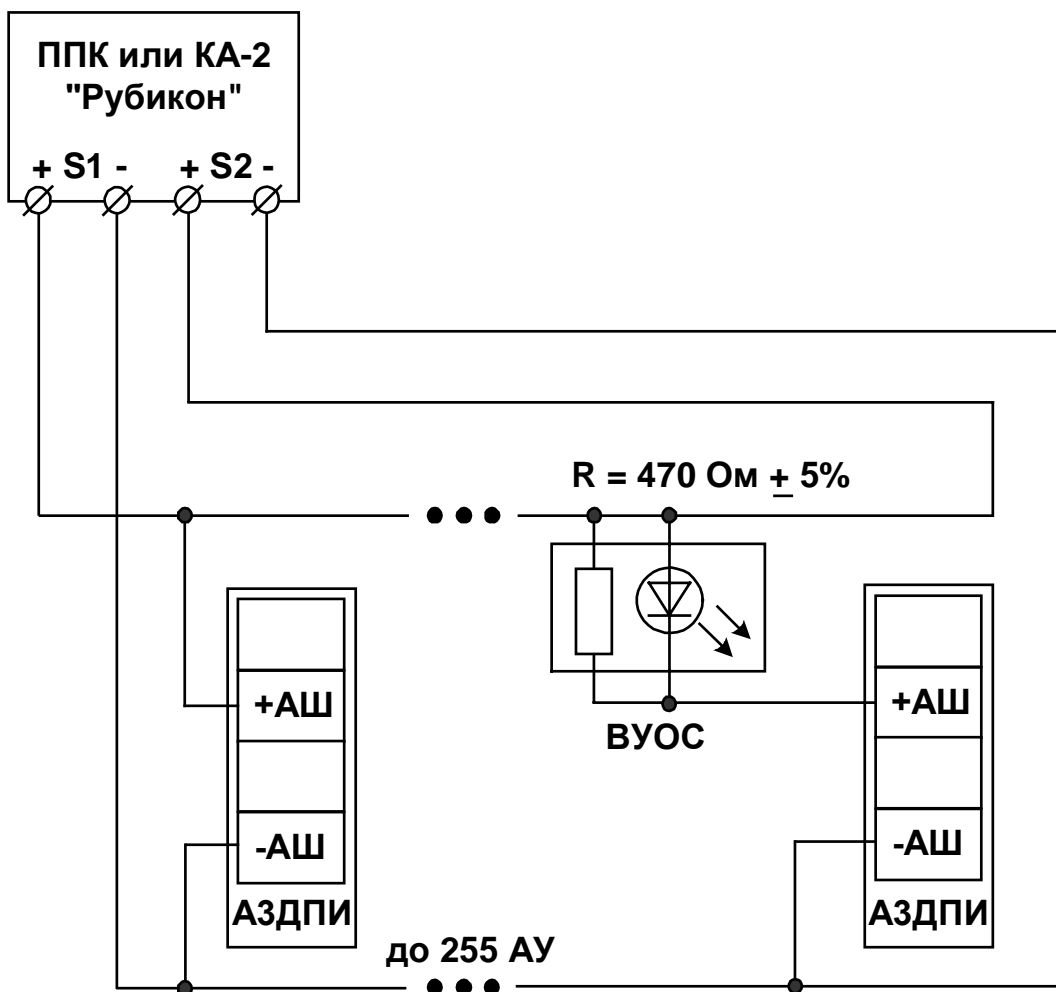 ППК или КА-2
"Рубикон"
+ S1 - + S2 -
R = 470 Ом ± 5%
+АШ
+АШ
ВУОС
-АШ
-АШ
АЗДПИ
АЗДПИ
до 255 АУ